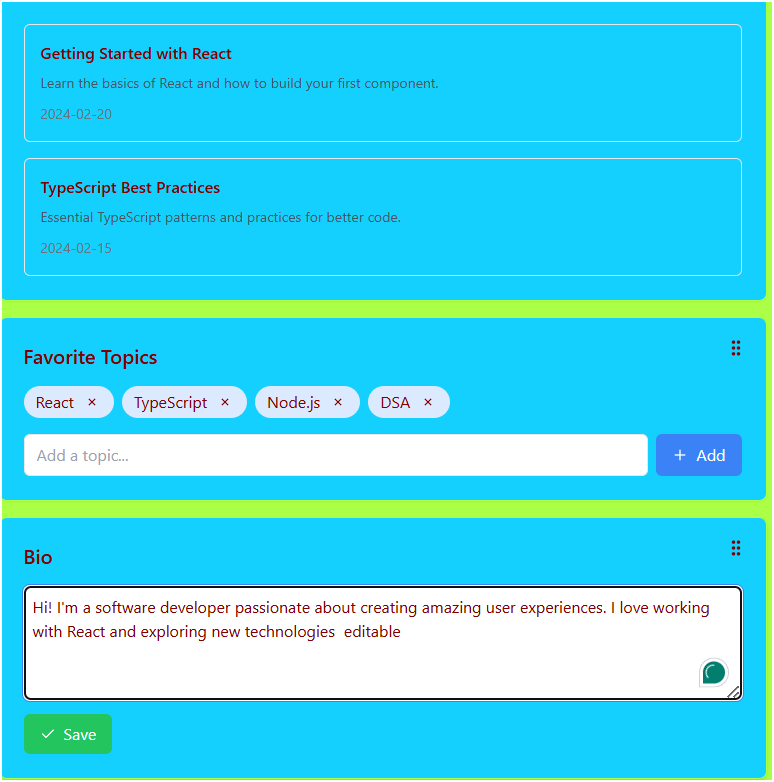 Getting Started with React
Learn the basics of React and how to build your first component.
2024-02-20
TypeScript Best Practices
Essential TypeScript patterns and practices for better code.
2024-02-15
Favorite Topics
React × TypeScript × Node.js × DSA ×
Add a topic... + Add
Bio
Hi! I'm a software developer passionate about creating amazing user experiences. I love working
with React and exploring new technologies  editable
Save